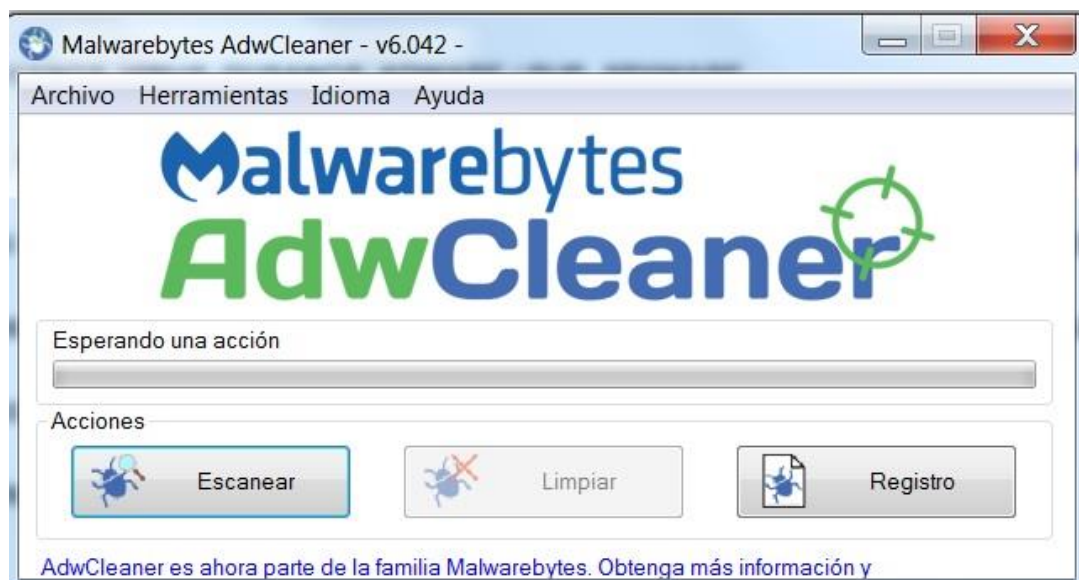 Malwarebytes AdwCleaner - v6.042 -
Archivo Herramientas Idioma Ayuda
Malwarebytes
AdwCleaner
Esperando una acción
Acciones
Escanear Limpiar Registro
AdwCleaner es ahora parte de la familia Malwarebytes. Obtenga más información y